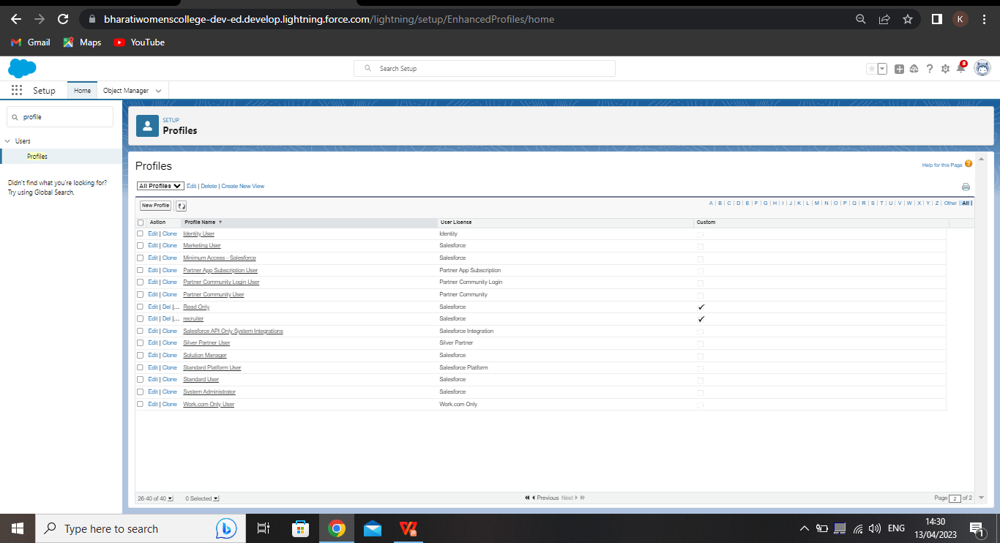 bharatiwomenscollege-dev-ed.develop.lightning.force.com/lightning/setup/EnhancedProfiles/home
K
Gmail Maps YouTube
Search Setup
8
Setup Home Object Manager
profile
Users
Profiles
Didn't find what you're looking for?
Try using Global Search.
SETUP
Profiles
Profiles
Help for this Page ?
All Profiles Edit | Delete | Create New View
New Profile
A | B | C | D | E | F | G | H | I | J | K | L | M | N | O | P | Q | R | S | T | U | V | W | X | Y | Z | Other | All |
Action Profile Name ↑ User License Custom
Edit | Clone Identity User Identity
Edit | Clone Marketing User Salesforce
Edit | Clone Minimum Access - Salesforce Salesforce
Edit | Clone Partner App Subscription User Partner App Subscription
Edit | Clone Partner Community Login User Partner Community Login
Edit | Clone Partner Community User Partner Community
Edit | Del |... Read Only Salesforce ✓
Edit | Del |... recruiter Salesforce ✓
Edit | Clone Salesforce API Only System Integrations Salesforce Integration
Edit | Clone Silver Partner User Silver Partner
Edit | Clone Solution Manager Salesforce
Edit | Clone Standard Platform User Salesforce Platform
Edit | Clone Standard User Salesforce
Edit | Clone System Administrator Salesforce
Edit | Clone Work.com Only User Work.com Only
26-40 of 40 0 Selected Previous Next Page 2 of 2
Type here to search
ENG
14:30
13/04/2023
1